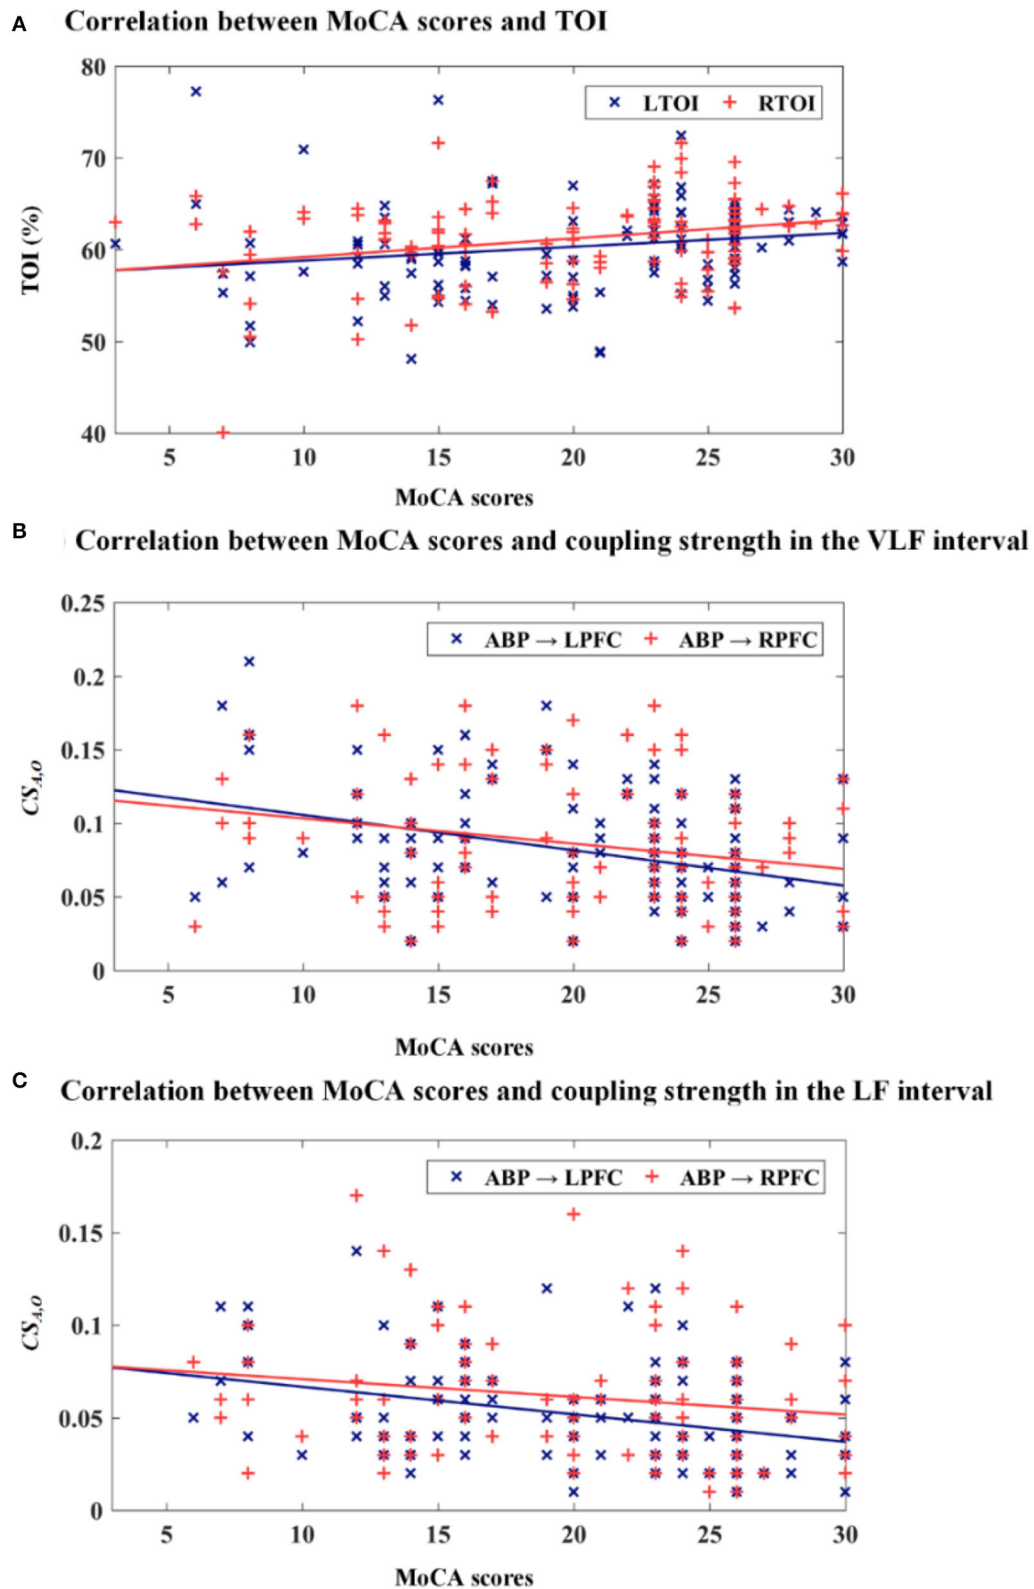 A Correlation between MoCA scores and TOI
80
LTOI RTOI
70
TOI (%)
60
50
40
5 10 15 20 25 30
MoCA scores
B Correlation between MoCA scores and coupling strength in the VLF interval
0.25
ABP → LPFC ABP → RPFC
0.2
0.15
CS_A,O
0.1
0.05
0
5 10 15 20 25 30
MoCA scores
C Correlation between MoCA scores and coupling strength in the LF interval
0.2
ABP → LPFC ABP → RPFC
0.15
CS_A,O
0.1
0.05
0
5 10 15 20 25 30
MoCA scores